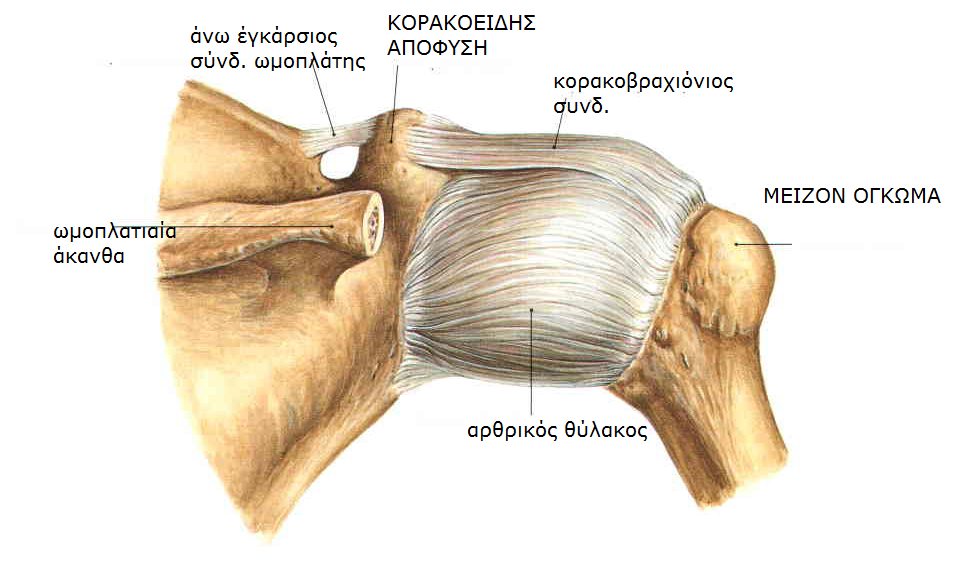 άνω έγκάρσιος
σύνδ. ωμοπλάτης
ΚΟΡΑΚΟΕΙΔΗΣ
ΑΠΟΦΥΣΗ
κορακοβραχιόνιος
συνδ.
ΜΕΙΖΟΝ ΟΓΚΩΜΑ
ωμοπλατιαία
άκανθα
αρθρικός θύλακος